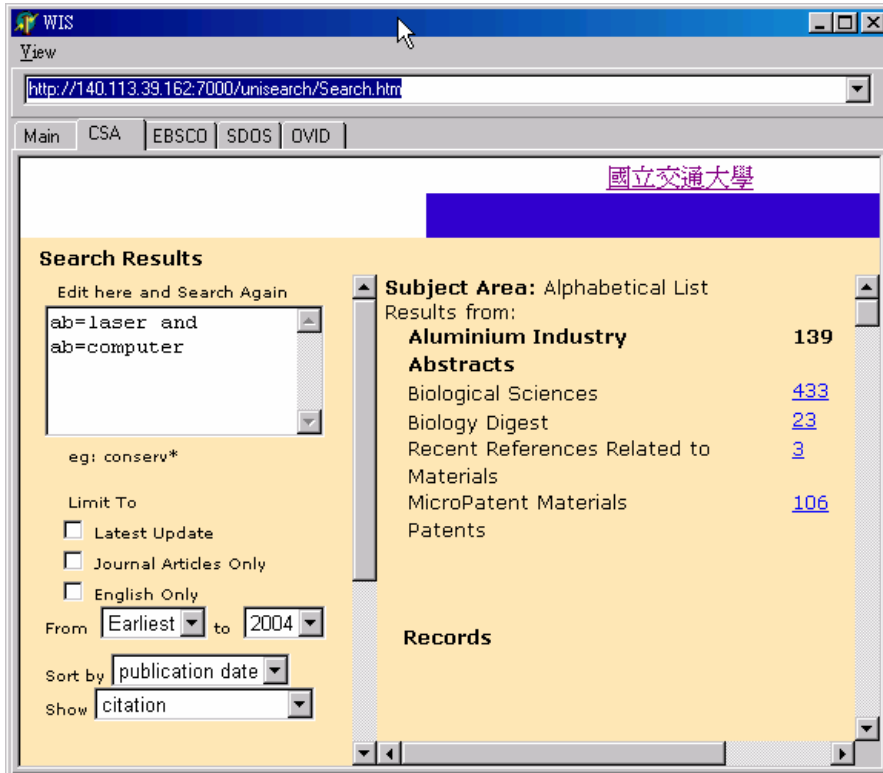 WIS
View
http://140.113.39.162:7000/unisearch/Search.htm
Main CSA EBSCO SDOS OVID
國立交通大學
Search Results
Edit here and Search Again
ab=laser and
ab=computer
eg: conserv*
Limit To
Latest Update
Journal Articles Only
English Only
From Earliest to 2004
Sort by publication date
Show citation
Subject Area: Alphabetical List
Results from:
Aluminium Industry 139
Abstracts
Biological Sciences 433
Biology Digest 23
Recent References Related to 3
Materials
MicroPatent Materials 106
Patents
Records